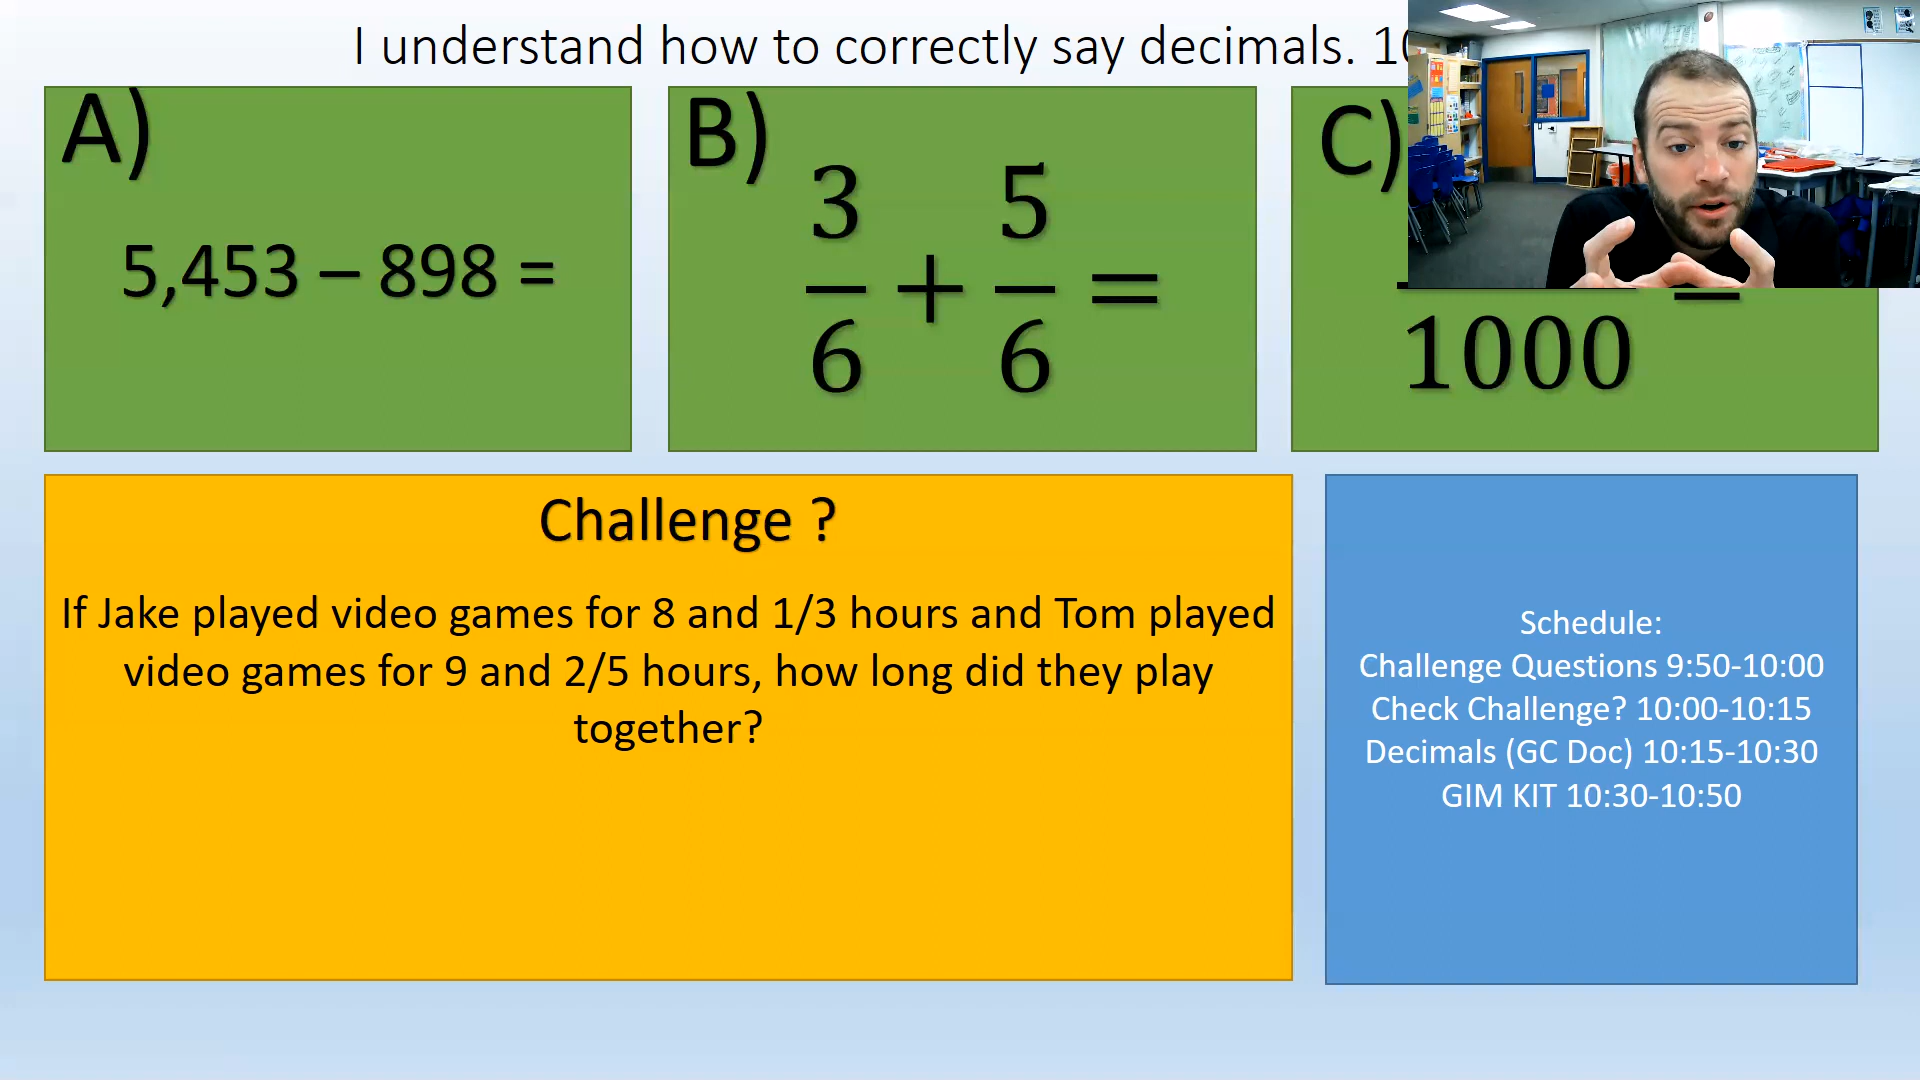 I understand how to correctly say decimals.
A)
5,453 – 898 =
B)
3/6 + 5/6 =
C)
1000
Challenge ?
If Jake played video games for 8 and 1/3 hours and Tom played
video games for 9 and 2/5 hours, how long did they play
together?
Schedule:
Challenge Questions 9:50-10:00
Check Challenge? 10:00-10:15
Decimals (GC Doc) 10:15-10:30
GIM KIT 10:30-10:50